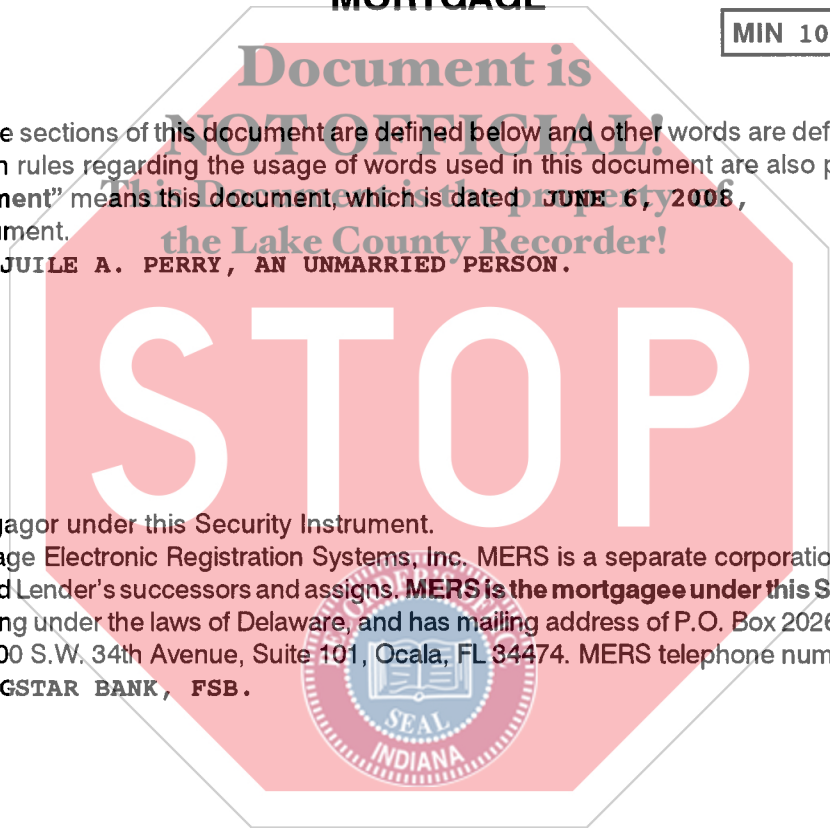 MORTGAGE
MIN 10
Document is
NOT OFFICIAL!
e sections of this document are defined below and other words are def
n rules regarding the usage of words used in this document are also p
This Document is the property of
ment” means this document, which is dated JUNE 6, 2008,
ument.
the Lake County Recorder!
JUILE A. PERRY, AN UNMARRIED PERSON.
STOP
gagor under this Security Instrument.
age Electronic Registration Systems, Inc. MERS is a separate corporatio
d Lender’s successors and assigns. MERS is the mortgagee under this S
ng under the laws of Delaware, and has mailing address of P.O. Box 2026
00 S.W. 34th Avenue, Suite 101, Ocala, FL 34474. MERS telephone num
GSTAR BANK, FSB.
RECORDER'S OFFICE
SEAL
INDIANA